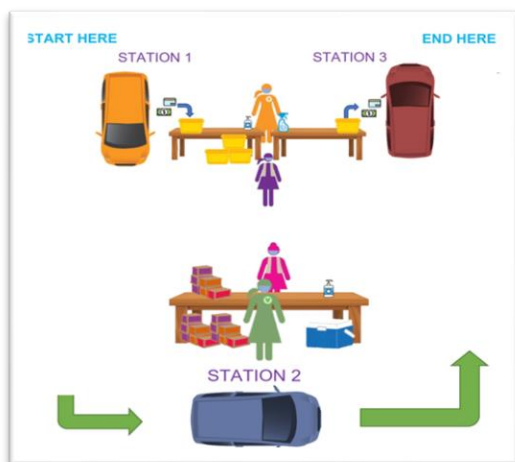 START HERE
END HERE
STATION 1
STATION 3
STATION 2